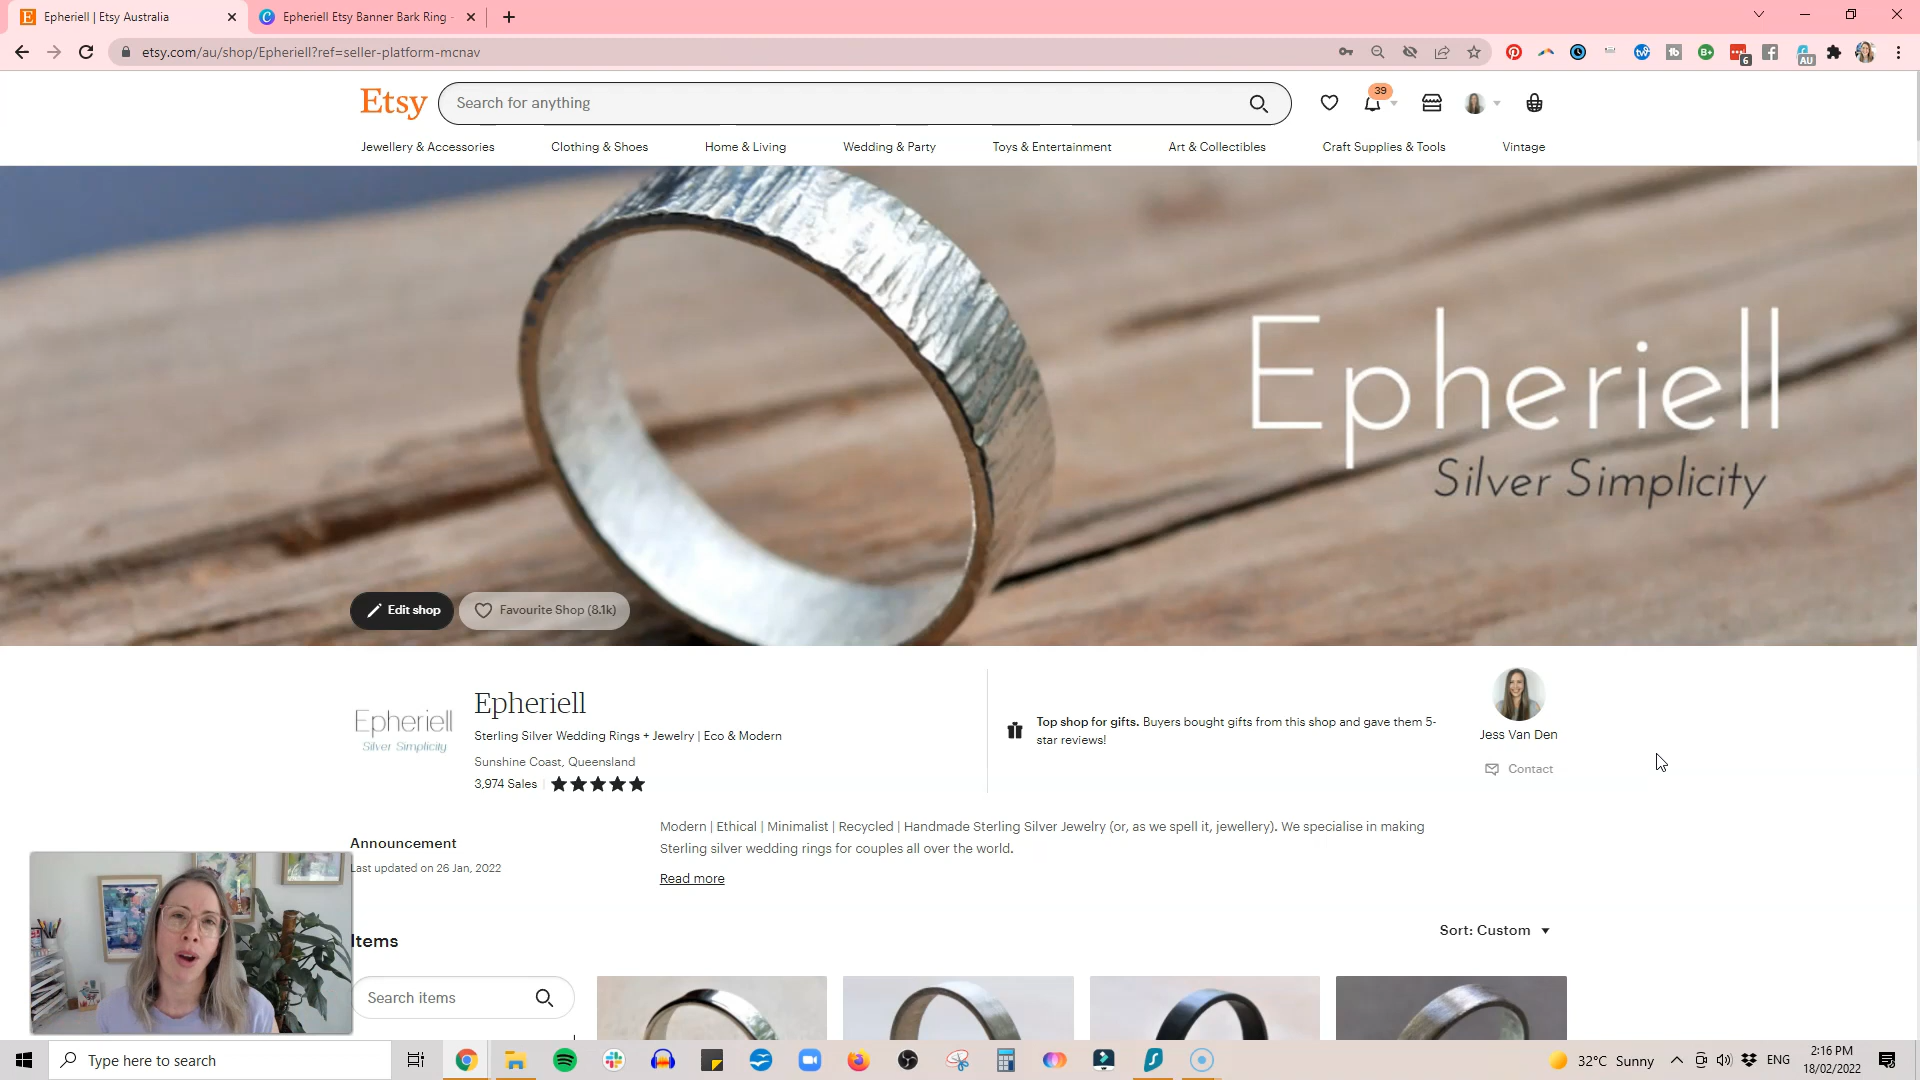 Epheriell | Etsy Australia
Epheriell Etsy Banner Bark Ring -
etsy.com/au/shop/Epheriell?ref=seller-platform-mcnav
6
AU
Etsy
Search for anything
39
Jewellery & Accessories
Clothing & Shoes
Home & Living
Wedding & Party
Toys & Entertainment
Art & Collectibles
Craft Supplies & Tools
Vintage
Epheriell
Silver Simplicity
Edit shop
Favourite Shop (8.1k)
Epheriell
Silver Simplicity
Epheriell
Sterling Silver Wedding Rings + Jewelry | Eco & Modern
Sunshine Coast, Queensland
3,974 Sales
Top shop for gifts. Buyers bought gifts from this shop and gave them 5-
star reviews!
Jess Van Den
Contact
Announcement
Last updated on 26 Jan, 2022
Modern | Ethical | Minimalist | Recycled | Handmade Sterling Silver Jewelry (or, as we spell it, jewellery). We specialise in making
Sterling silver wedding rings for couples all over the world.
Read more
Items
Sort: Custom
Search items
Type here to search
32°C Sunny
ENG
2:16 PM
18/02/2022